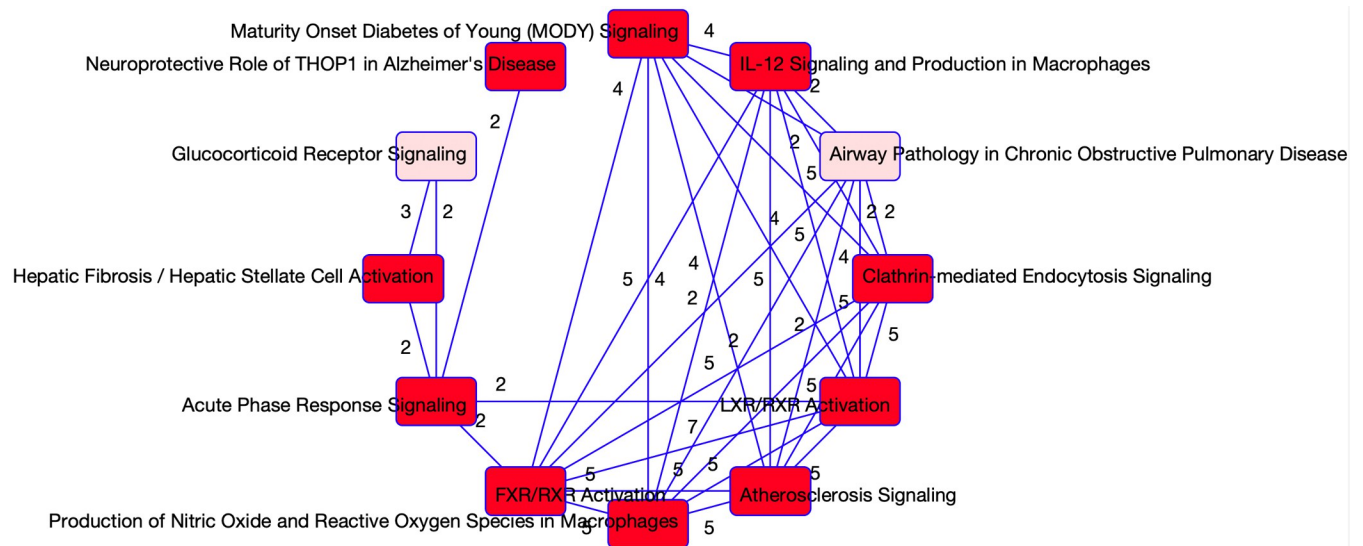 Maturity Onset Diabetes of Young (MODY) Signaling
4
Neuroprotective Role of THOP1 in Alzheimer's Disease
IL-12 Signaling and Production in Macrophages
4
2
2
2
Glucocorticoid Receptor Signaling
Airway Pathology in Chronic Obstructive Pulmonary Disease
5
3
2
4
2
2
5
4
4
Hepatic Fibrosis / Hepatic Stellate Cell Activation
5
4
5
Clathrin-mediated Endocytosis Signaling
2
5
2
5
2
2
5
2
5
Acute Phase Response Signaling
LXR/RXR Activation
2
7
5
5
5
5
FXR/RXR Activation
Atherosclerosis Signaling
Production of Nitric Oxide and Reactive Oxygen Species in Macrophages
5
5